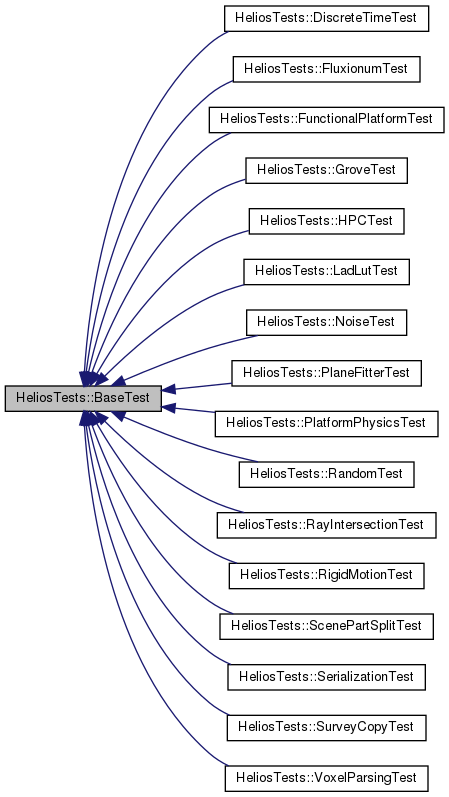 HeliosTests::DiscreteTimeTest
HeliosTests::FluxionumTest
HeliosTests::FunctionalPlatformTest
HeliosTests::GroveTest
HeliosTests::HPCTest
HeliosTests::LadLutTest
HeliosTests::NoiseTest
HeliosTests::PlaneFitterTest
HeliosTests::BaseTest
HeliosTests::PlatformPhysicsTest
HeliosTests::RandomTest
HeliosTests::RayIntersectionTest
HeliosTests::RigidMotionTest
HeliosTests::ScenePartSplitTest
HeliosTests::SerializationTest
HeliosTests::SurveyCopyTest
HeliosTests::VoxelParsingTest